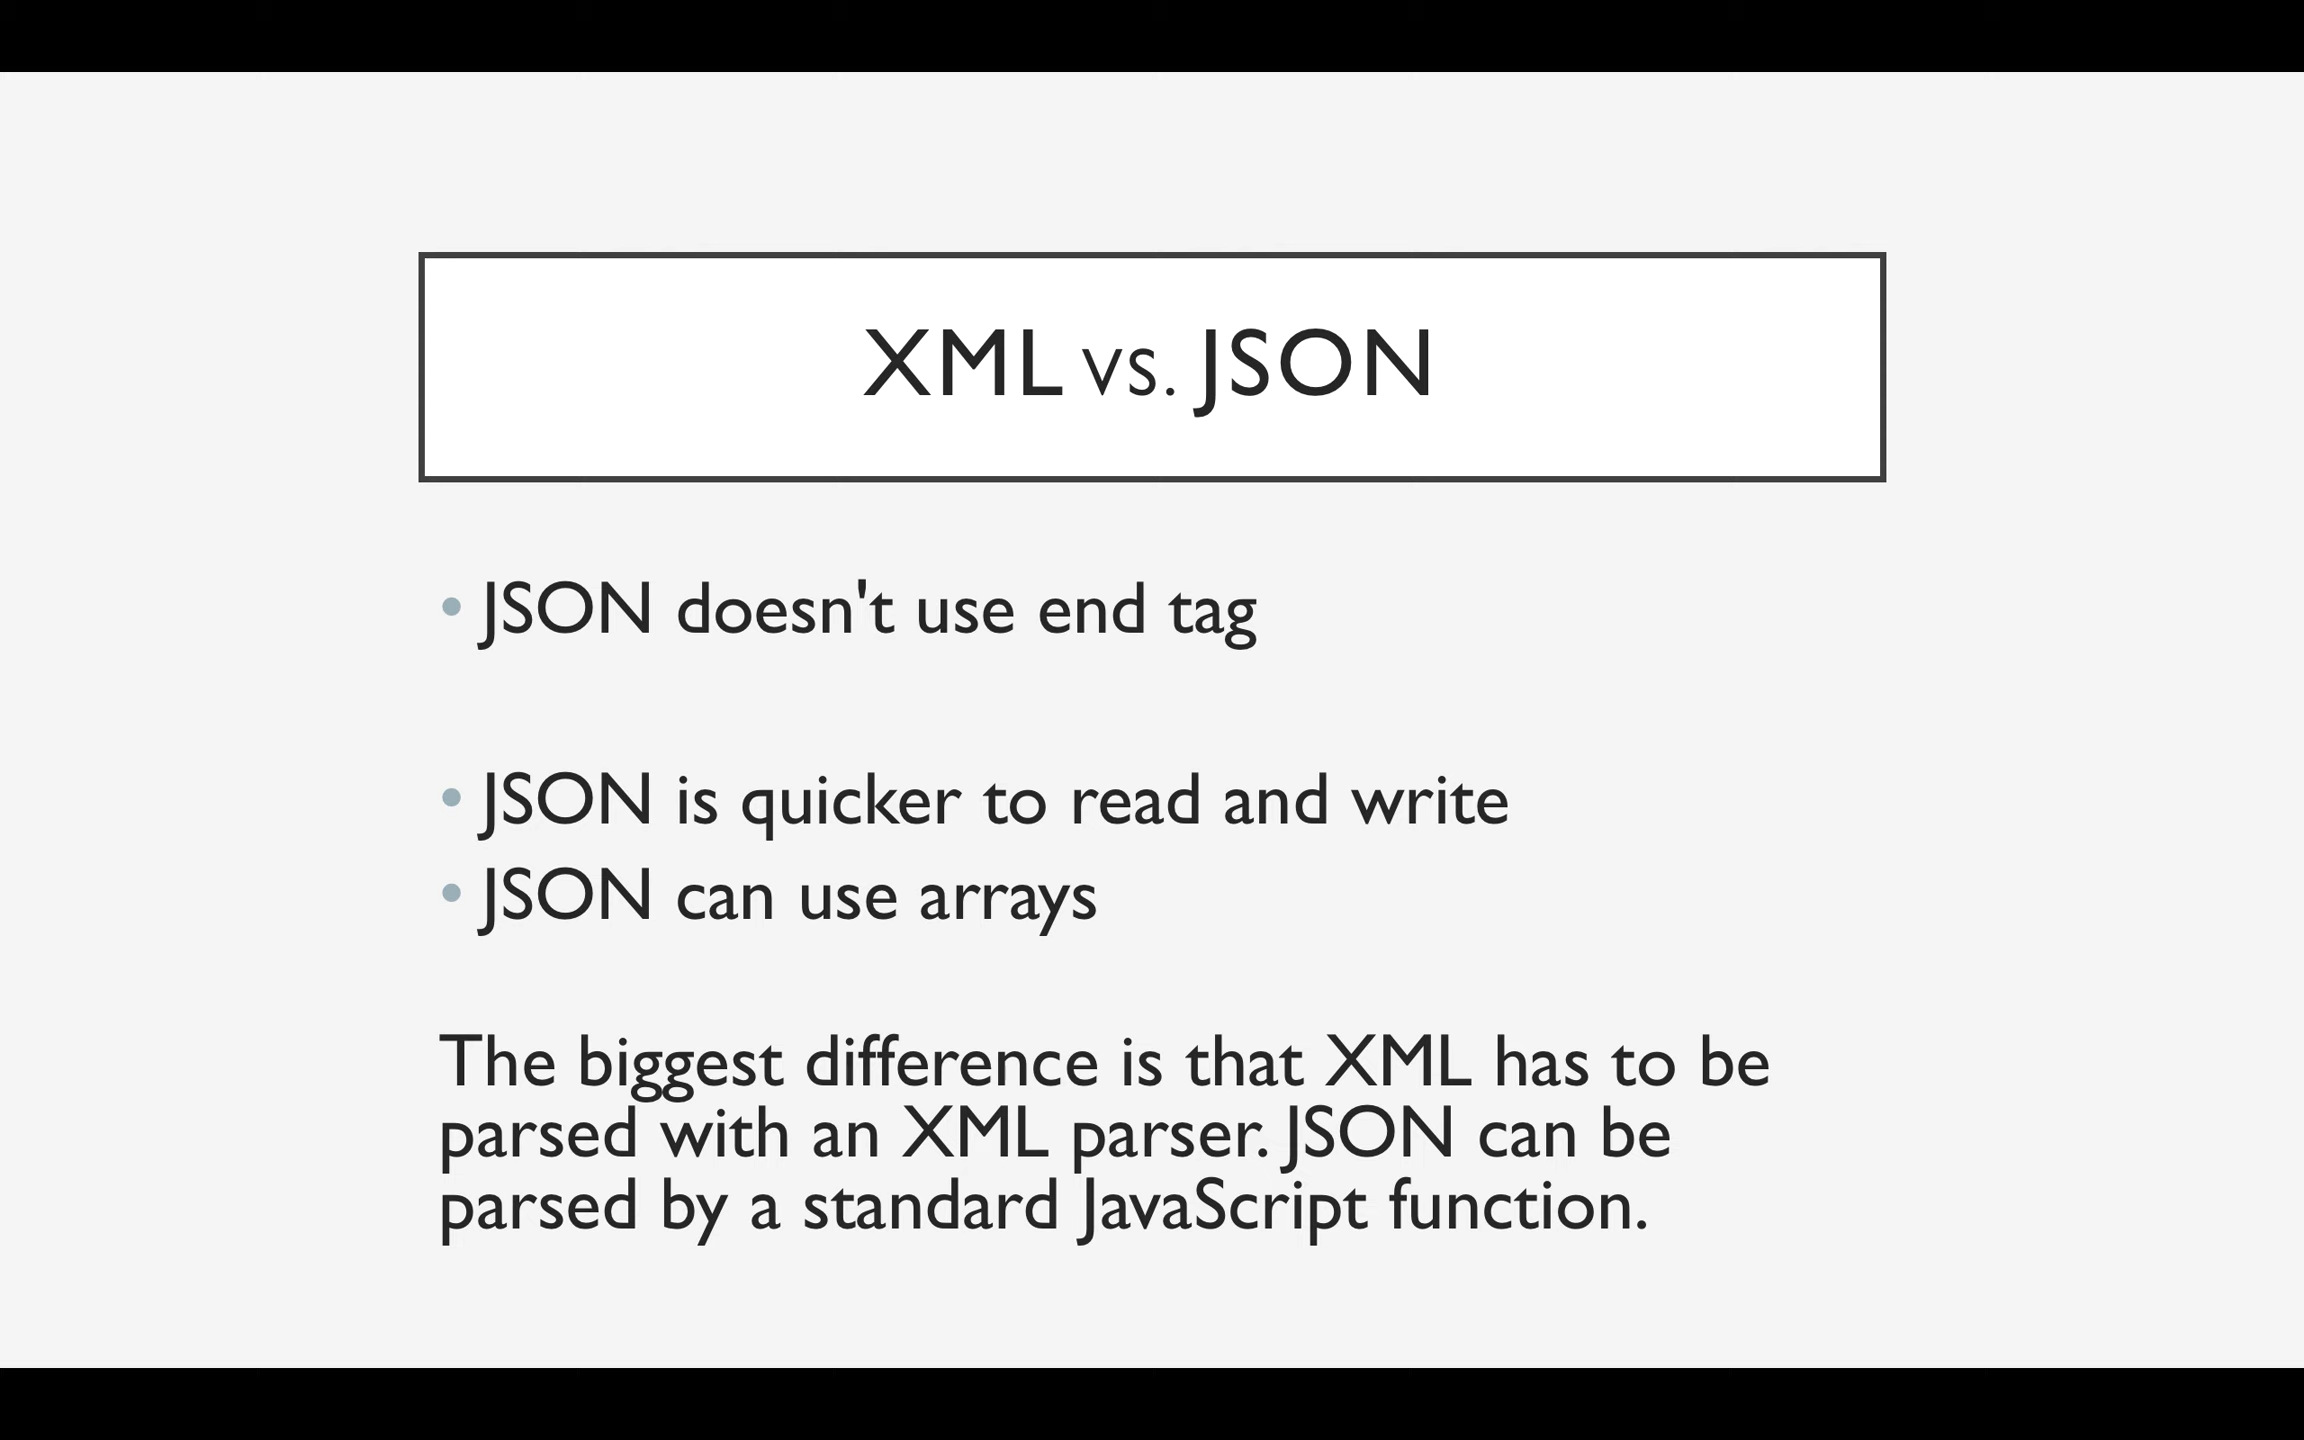 XML vs. JSON
• JSON doesn't use end tag
• JSON is quicker to read and write
• JSON can use arrays
The biggest difference is that XML has to be
parsed with an XML parser. JSON can be
parsed by a standard JavaScript function.